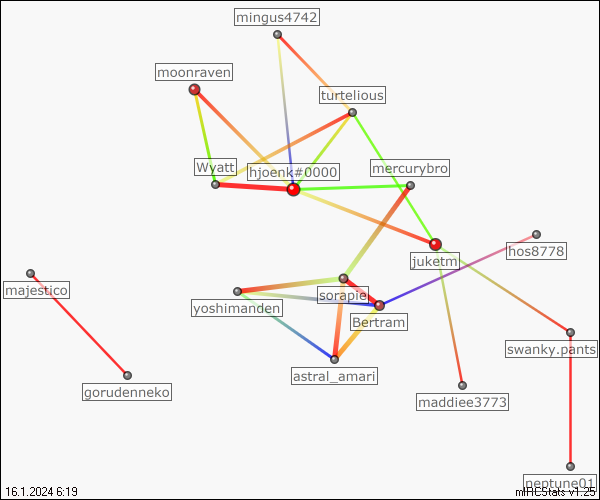 mingus4742
moonraven
turtelious
Wyatt
hjoenk#0000
mercurybro
hos8778
juketm
majestico
sorapie
yoshimanden
Bertram
swanky.pants
astral_amari
gorudenneko
maddiee3773
neptune01
16.1.2024 6:19
mIRCStats v1.25